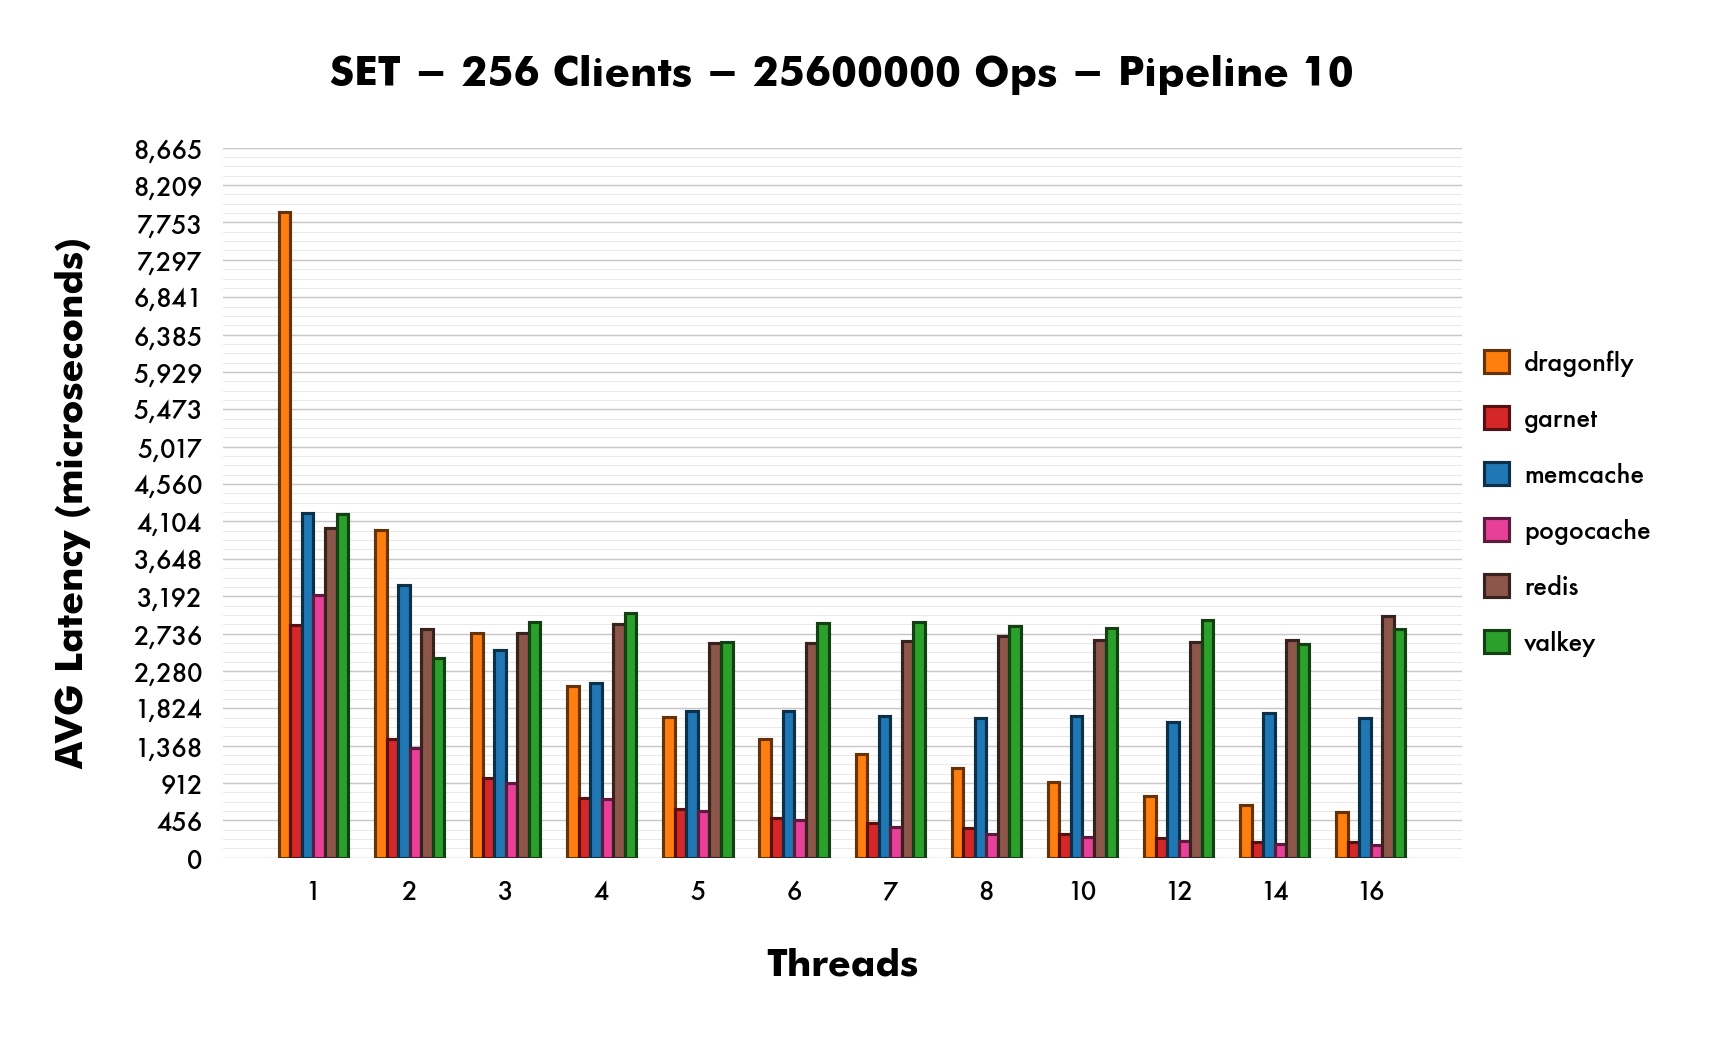 SET – 256 Clients – 25600000 Ops – Pipeline 10
AVG Latency (microseconds)
8,665
8,209
7,753
7,297
6,841
6,385
5,929
5,473
5,017
4,560
4,104
3,648
3,192
2,736
2,280
1,824
1,368
912
456
0
1 2 3 4 5 6 7 8 10 12 14 16
Threads
dragonfly
garnet
memcache
pogocache
redis
valkey